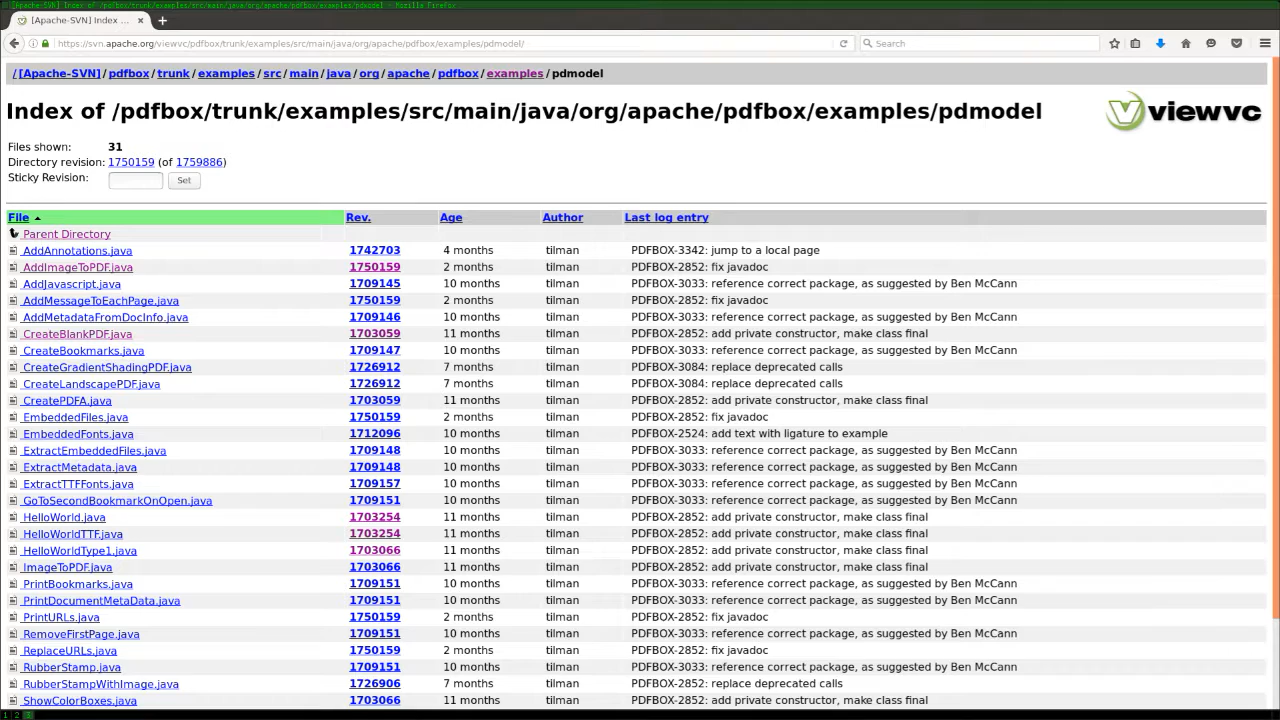 [Apache-SVN] Index of /pdfbox/trunk/examples/src/main/java/org/apache/pdfbox/examples/pdmodel/ - Mozilla Firefox
[Apache-SVN] Index ... × +
https://svn.apache.org/viewvc/pdfbox/trunk/examples/src/main/java/org/apache/pdfbox/examples/pdmodel/ Search
/[Apache-SVN] / pdfbox / trunk / examples / src / main / java / org / apache / pdfbox / examples / pdmodel
Index of /pdfbox/trunk/examples/src/main/java/org/apache/pdfbox/examples/pdmodel viewvc
Files shown: 31
Directory revision: 1750159 (of 1759886)
Sticky Revision: Set
File Rev. Age Author Last log entry
Parent Directory
AddAnnotations.java 1742703 4 months tilman PDFBOX-3342: jump to a local page
AddImageToPDF.java 1750159 2 months tilman PDFBOX-2852: fix javadoc
AddJavascript.java 1709145 10 months tilman PDFBOX-3033: reference correct package, as suggested by Ben McCann
AddMessageToEachPage.java 1750159 2 months tilman PDFBOX-2852: fix javadoc
AddMetadataFromDocInfo.java 1709146 10 months tilman PDFBOX-3033: reference correct package, as suggested by Ben McCann
CreateBlankPDF.java 1703059 11 months tilman PDFBOX-2852: add private constructor, make class final
CreateBookmarks.java 1709147 10 months tilman PDFBOX-3033: reference correct package, as suggested by Ben McCann
CreateGradientShadingPDF.java 1726912 7 months tilman PDFBOX-3084: replace deprecated calls
CreateLandscapePDF.java 1726912 7 months tilman PDFBOX-3084: replace deprecated calls
CreatePDFA.java 1703059 11 months tilman PDFBOX-2852: add private constructor, make class final
EmbeddedFiles.java 1750159 2 months tilman PDFBOX-2852: fix javadoc
EmbeddedFonts.java 1712096 10 months tilman PDFBOX-2524: add text with ligature to example
ExtractEmbeddedFiles.java 1709148 10 months tilman PDFBOX-3033: reference correct package, as suggested by Ben McCann
ExtractMetadata.java 1709148 10 months tilman PDFBOX-3033: reference correct package, as suggested by Ben McCann
ExtractTTFFonts.java 1709157 10 months tilman PDFBOX-3033: reference correct package, as suggested by Ben McCann
GoToSecondBookmarkOnOpen.java 1709151 10 months tilman PDFBOX-3033: reference correct package, as suggested by Ben McCann
HelloWorld.java 1703254 11 months tilman PDFBOX-2852: add private constructor, make class final
HelloWorldTTF.java 1703254 11 months tilman PDFBOX-2852: add private constructor, make class final
HelloWorldType1.java 1703066 11 months tilman PDFBOX-2852: add private constructor, make class final
ImageToPDF.java 1703066 11 months tilman PDFBOX-2852: add private constructor, make class final
PrintBookmarks.java 1709151 10 months tilman PDFBOX-3033: reference correct package, as suggested by Ben McCann
PrintDocumentMetaData.java 1709151 10 months tilman PDFBOX-3033: reference correct package, as suggested by Ben McCann
PrintURLs.java 1750159 2 months tilman PDFBOX-2852: fix javadoc
RemoveFirstPage.java 1709151 10 months tilman PDFBOX-3033: reference correct package, as suggested by Ben McCann
ReplaceURLs.java 1750159 2 months tilman PDFBOX-2852: fix javadoc
RubberStamp.java 1709151 10 months tilman PDFBOX-3033: reference correct package, as suggested by Ben McCann
RubberStampWithImage.java 1726906 7 months tilman PDFBOX-2852: replace deprecated calls
ShowColorBoxes.java 1703066 11 months tilman PDFBOX-2852: add private constructor, make class final
1 2 3